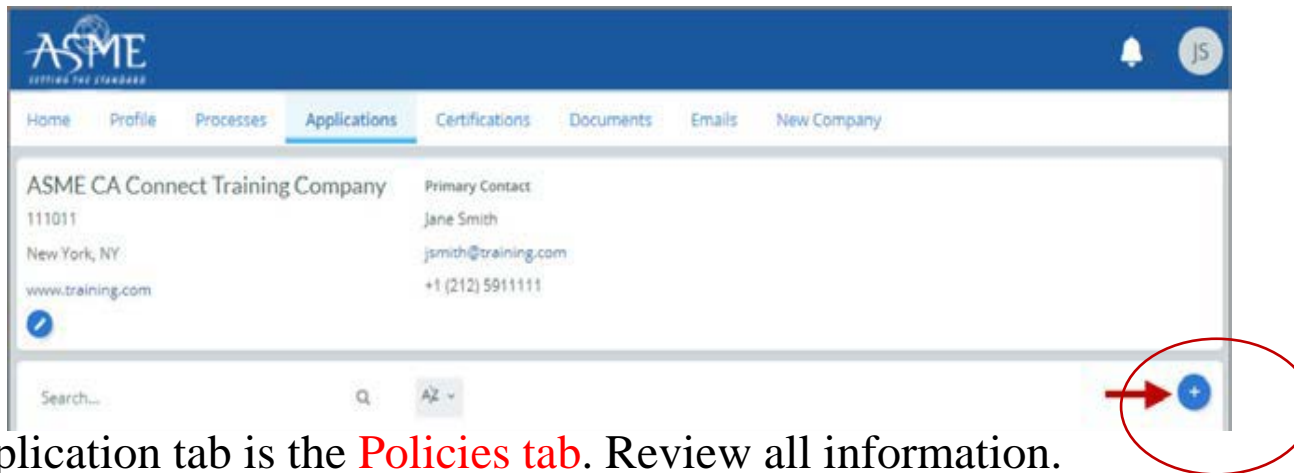 ASME
SETTING THE STANDARD
JS
Home Profile Processes Applications Certifications Documents Emails New Company
ASME CA Connect Training Company Primary Contact
111011 Jane Smith
New York, NY jsmith@training.com
www.training.com +1 (212) 5911111
Search... AZ
plication tab is the Policies tab. Review all information.